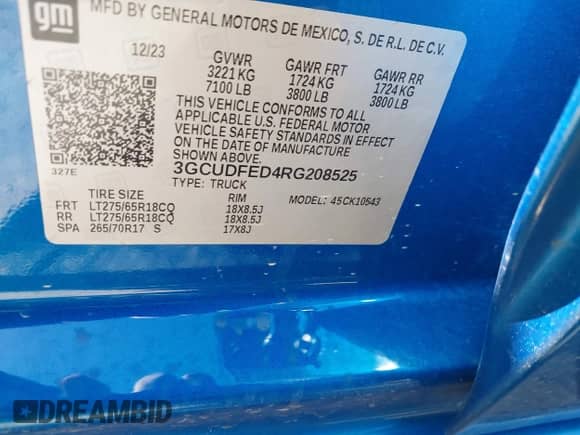 gm
MFD BY GENERAL MOTORS DE MEXICO, S. DE R.L. DE C.V.
12/23 GVWR GAWR FRT GAWR RR
3221 KG 1724 KG 1724 KG
7100 LB 3800 LB 3800 LB
THIS VEHICLE CONFORMS TO ALL
APPLICABLE U.S. FEDERAL MOTOR
VEHICLE SAFETY STANDARDS IN EFFECT
ON THE DATE OF MANUFACTURE
SHOWN ABOVE.
327E 3GCUDFED4RG208525
TYPE: TRUCK
TIRE SIZE RIM MODEL: 45CK10543
FRT LT275/65R18CQ 18X8.5J
RR LT275/65R18CQ 18X8.5J
SPA 265/70R17 S 17X8J
DREAMBID